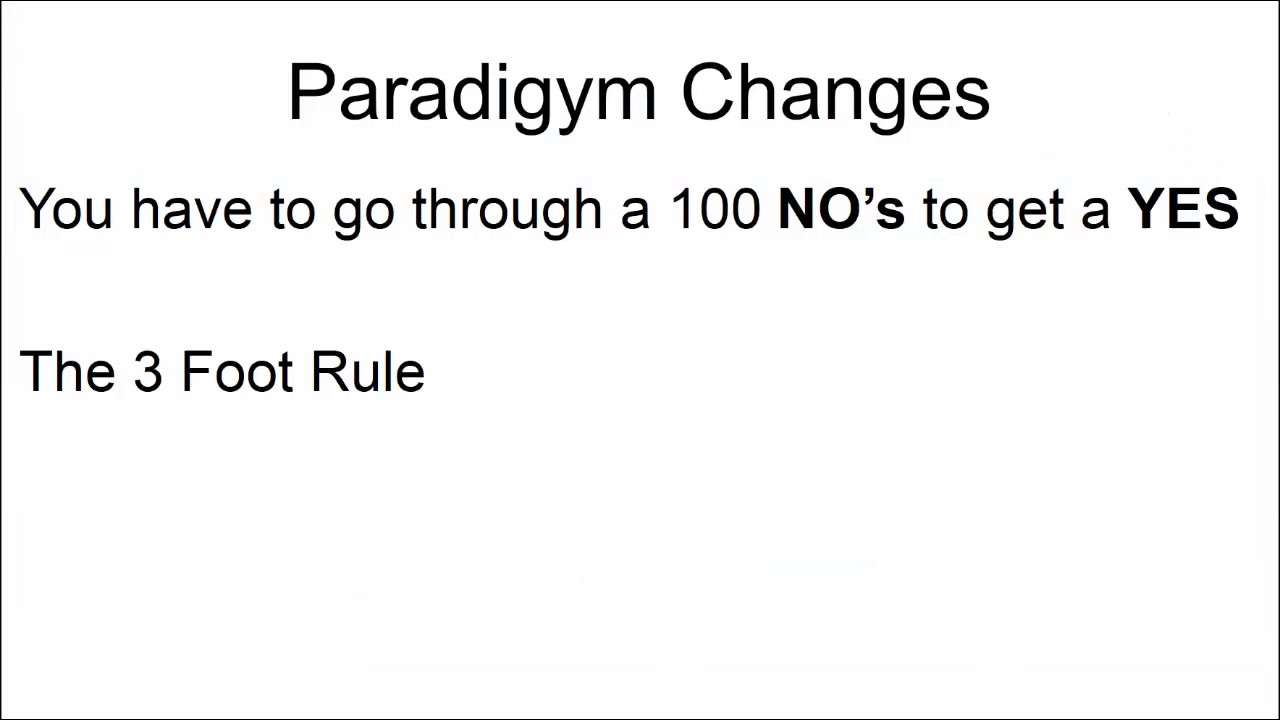 Paradigym Changes
You have to go through a 100 NO’s to get a YES
The 3 Foot Rule